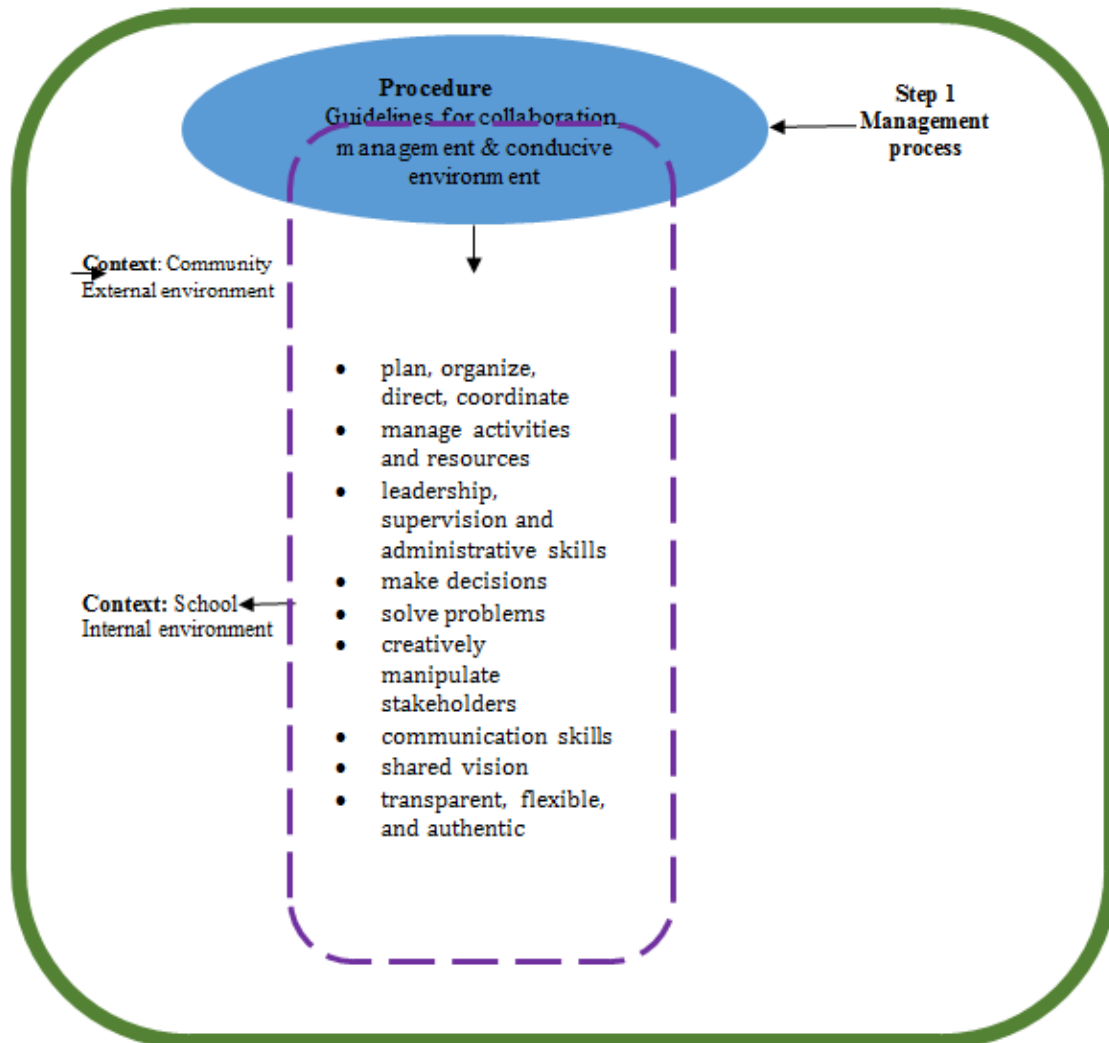 Procedure
Guidelines for collaboration,
management & conducive
environment
Step 1
Management
process
Context: Community
External environment
• plan, organize,
direct, coordinate
• manage activities
and resources
• leadership,
supervision and
administrative skills
• make decisions
• solve problems
• creatively
manipulate
stakeholders
• communication skills
• shared vision
• transparent, flexible,
and authentic
Context: School
Internal environment